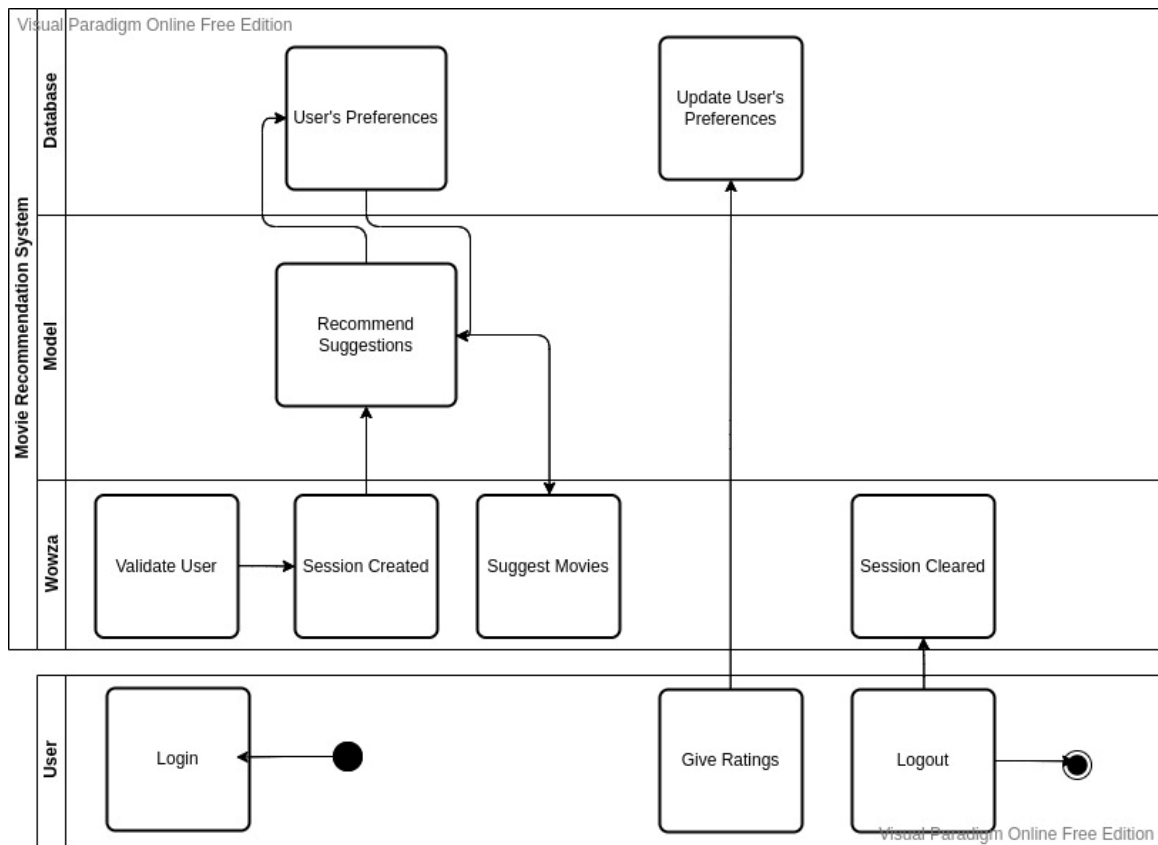 Visual Paradigm Online Free Edition
Movie Recommendation System
Database
User's Preferences
Update User's
Preferences
Model
Recommend
Suggestions
Wowza
Validate User
Session Created
Suggest Movies
Session Cleared
User
Login
Give Ratings
Logout
Visual Paradigm Online Free Edition